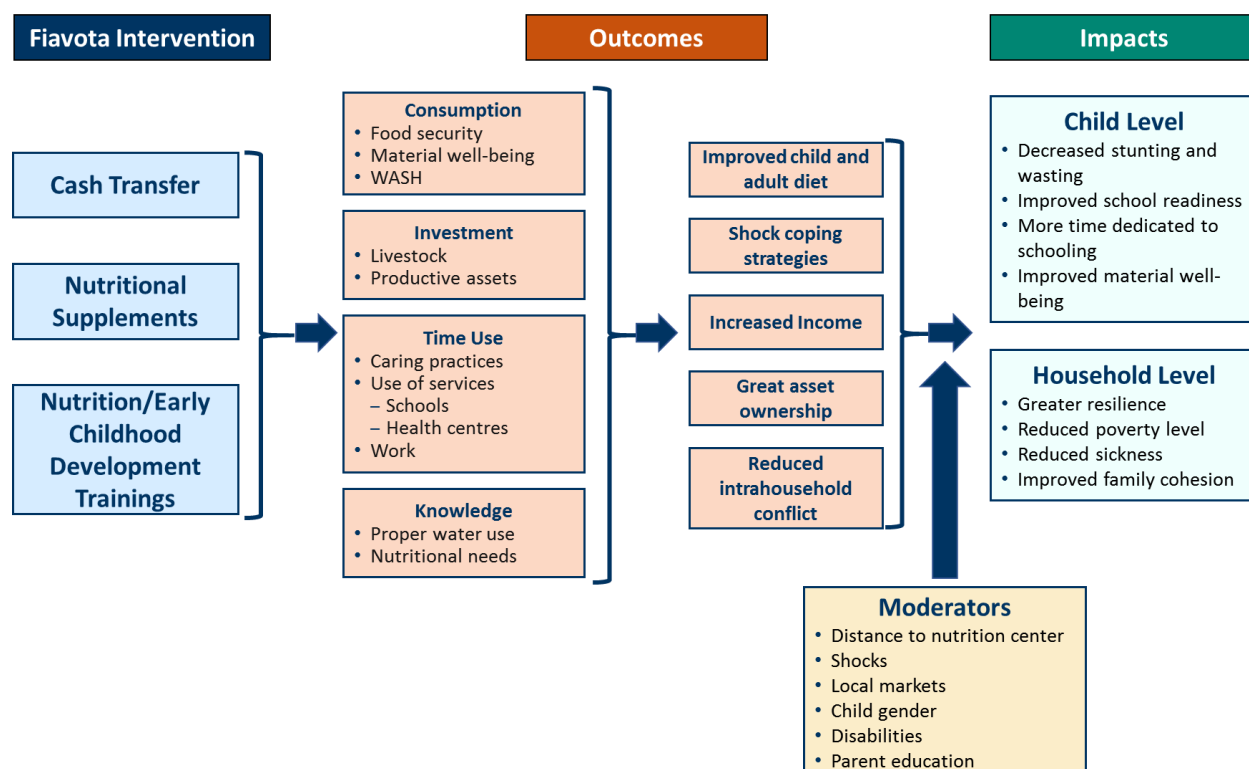 Fiavota Intervention
Outcomes
Impacts
Cash Transfer
Nutritional
Supplements
Nutrition/Early
Childhood
Development
Trainings
Consumption
• Food security
• Material well-being
• WASH
Investment
• Livestock
• Productive assets
Time Use
• Caring practices
• Use of services
– Schools
– Health centres
• Work
Knowledge
• Proper water use
• Nutritional needs
Improved child and
adult diet
Shock coping
strategies
Increased Income
Great asset
ownership
Reduced
intrahousehold
conflict
Child Level
• Decreased stunting and
wasting
• Improved school readiness
• More time dedicated to
schooling
• Improved material well-
being
Household Level
• Greater resilience
• Reduced poverty level
• Reduced sickness
• Improved family cohesion
Moderators
• Distance to nutrition center
• Shocks
• Local markets
• Child gender
• Disabilities
• Parent education